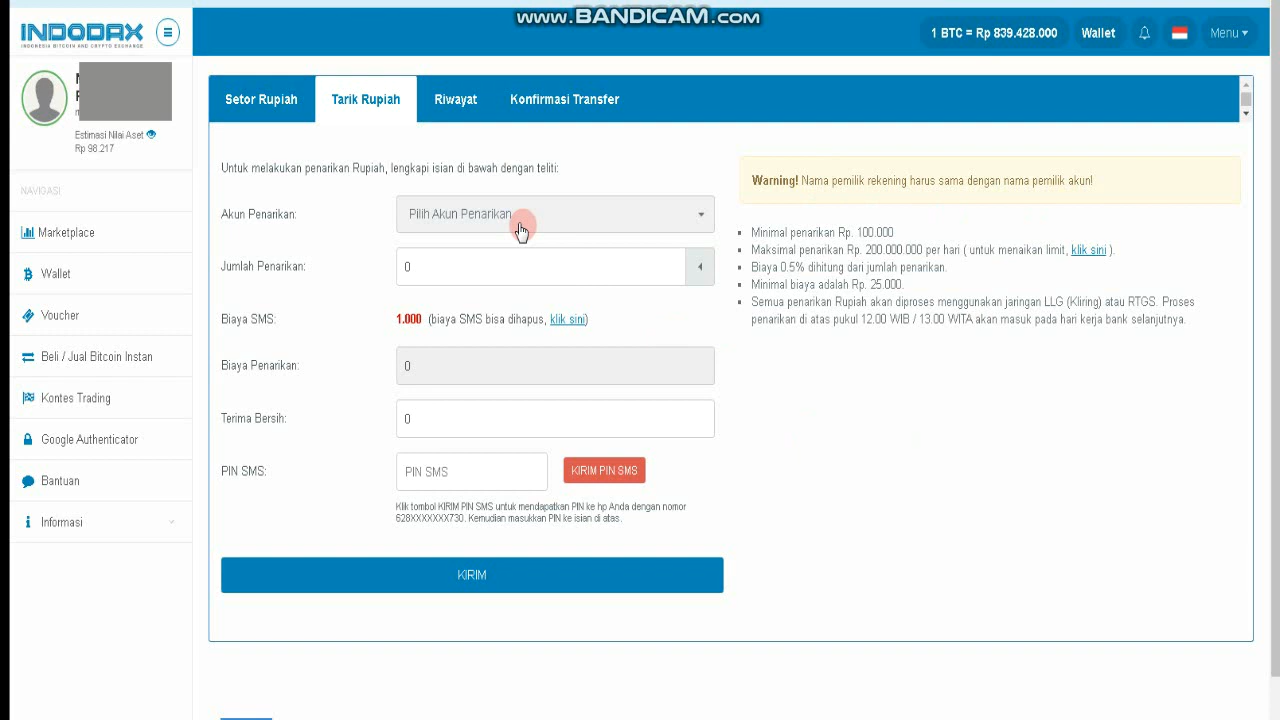 www.BANDICAM.com
INDODAX
INDONESIA BITCOIN AND CRYPTO EXCHANGE
1 BTC = Rp 839.428.000
Wallet
Menu
Estimasi Nilai Aset
Rp 98.217
NAVIGASI
Marketplace
Wallet
Voucher
Beli / Jual Bitcoin Instan
Kontes Trading
Google Authenticator
Bantuan
Informasi
Setor Rupiah
Tarik Rupiah
Riwayat
Konfirmasi Transfer
Untuk melakukan penarikan Rupiah, lengkapi isian di bawah dengan teliti:
Akun Penarikan:
Pilih Akun Penarikan
Jumlah Penarikan:
0
Biaya SMS:
1.000 (biaya SMS bisa dihapus, klik sini)
Biaya Penarikan:
0
Terima Bersih:
0
PIN SMS:
PIN SMS
KIRIM PIN SMS
Klik tombol KIRIM PIN SMS untuk mendapatkan PIN ke hp Anda dengan nomor
628XXXXXXX730. Kemudian masukkan PIN ke isian di atas.
KIRIM
Warning! Nama pemilik rekening harus sama dengan nama pemilik akun!
Minimal penarikan Rp. 100.000
Maksimal penarikan Rp. 200.000.000 per hari ( untuk menaikan limit, klik sini ).
Biaya 0.5% dihitung dari jumlah penarikan.
Minimal biaya adalah Rp. 25.000.
Semua penarikan Rupiah akan diproses menggunakan jaringan LLG (Kliring) atau RTGS. Proses
penarikan di atas pukul 12.00 WIB / 13.00 WITA akan masuk pada hari kerja bank selanjutnya.